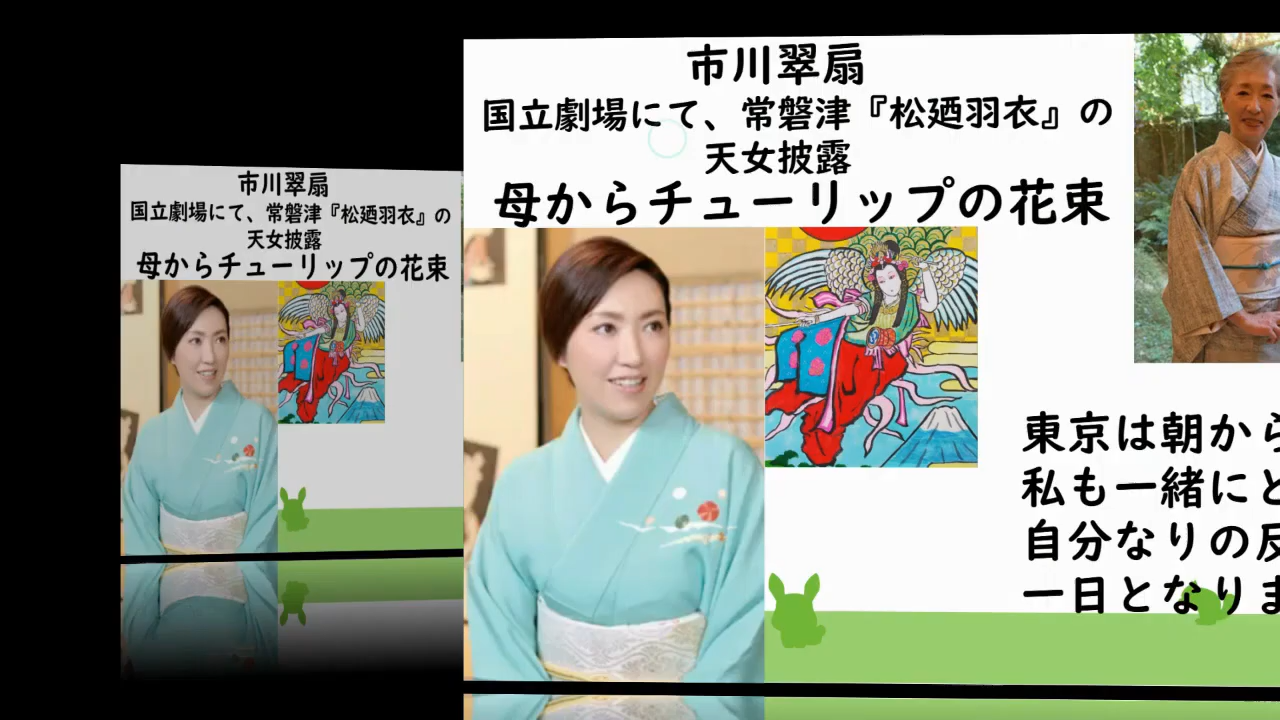 市川翠扇
国立劇場にて、常磐津『松廼羽衣』の
天女披露
母からチューリップの花束
市川翠扇
国立劇場にて、常磐津『松廼羽衣』の
天女披露
母からチューリップの花束
東京は朝から
私も一緒にと
自分なりの反
一日となりま